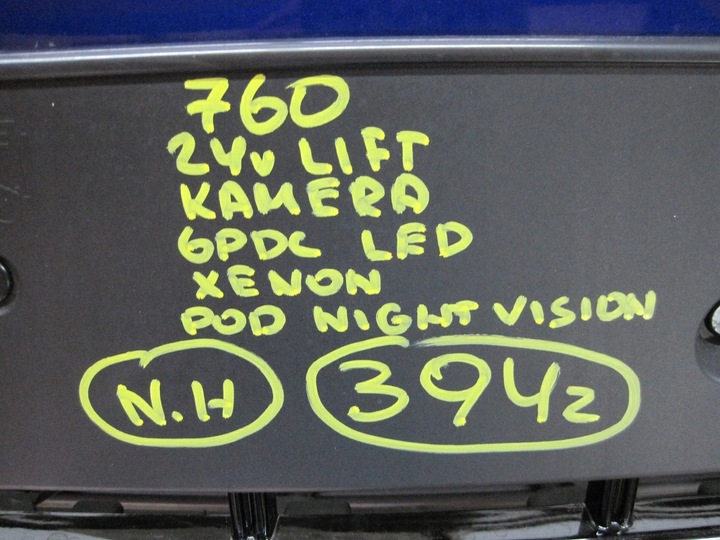 760
24v LIFT
KAMERA
6PDC LED
XENON
POD NIGHT VISION
N.H 394z